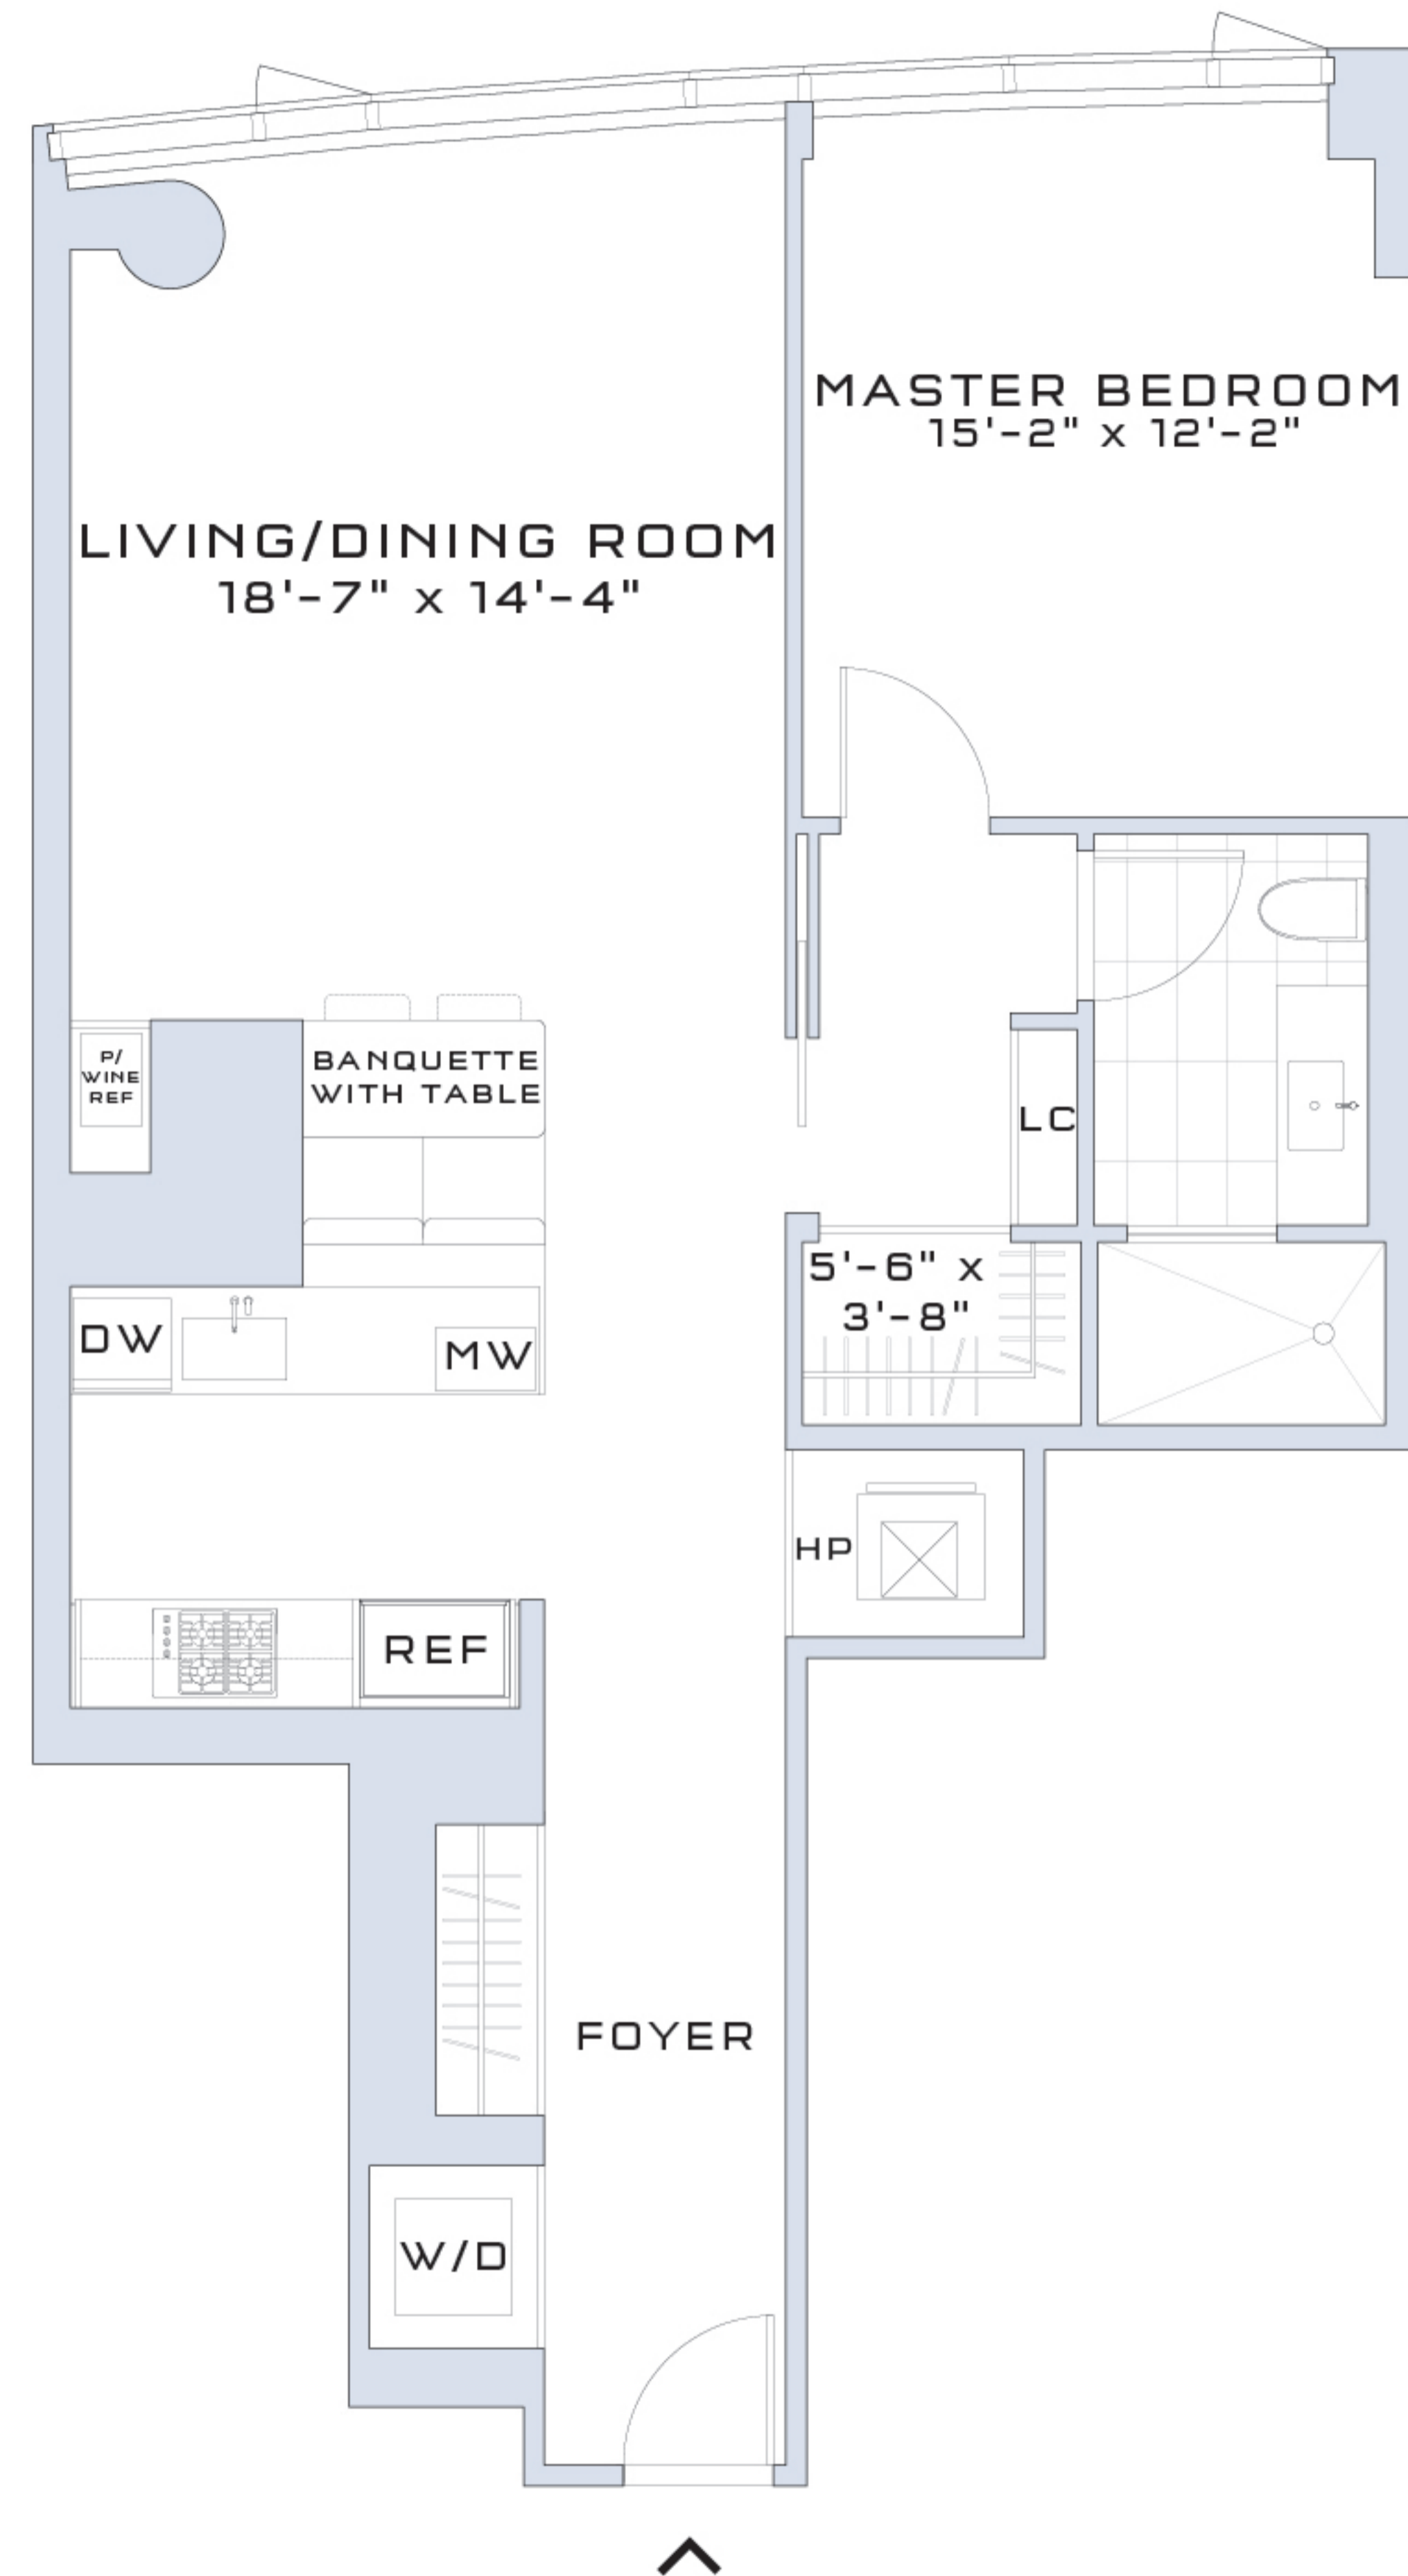 MASTER BEDROOM
15'-2" x 12'-2"
LIVING/DINING ROOM
18'-7" x 14'-4"
P/
WINE
REF
BANQUETTE
WITH TABLE
LC
5'-6" x
3'-8"
DW
MW
HP
REF
FOYER
W/D